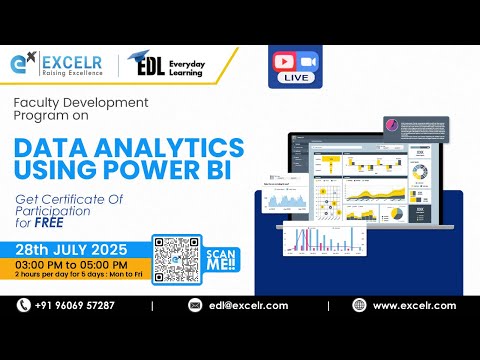 EXCELR
Raising Excellence
EDL Everyday Learning
LIVE
Faculty Development
Program on
DATA ANALYTICS
USING POWER BI
Get Certificate Of
Participation
for FREE
28th JULY 2025
03:00 PM to 05:00 PM
2 hours per day for 5 days : Mon to Fri
SCAN
ME!!
+91 96069 57287 | edl@excelr.com | www.excelr.com